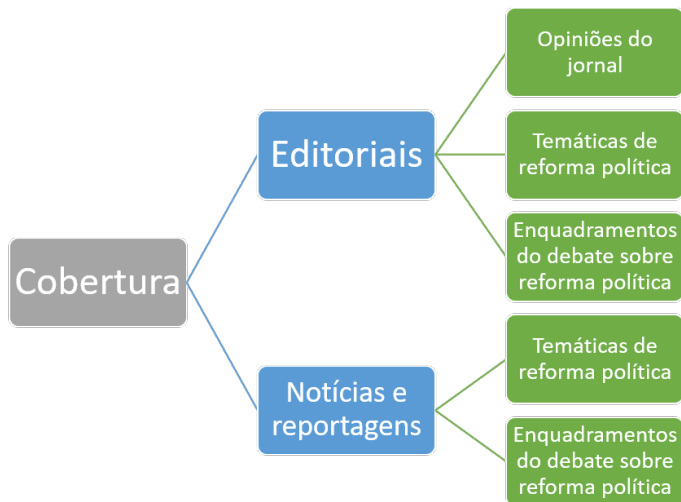 Cobertura
Editoriais
Opiniões do
jornal
Temáticas de
reforma política
Enquadramentos
do debate sobre
reforma política
Notícias e
reportagens
Temáticas de
reforma política
Enquadramentos
do debate sobre
reforma política